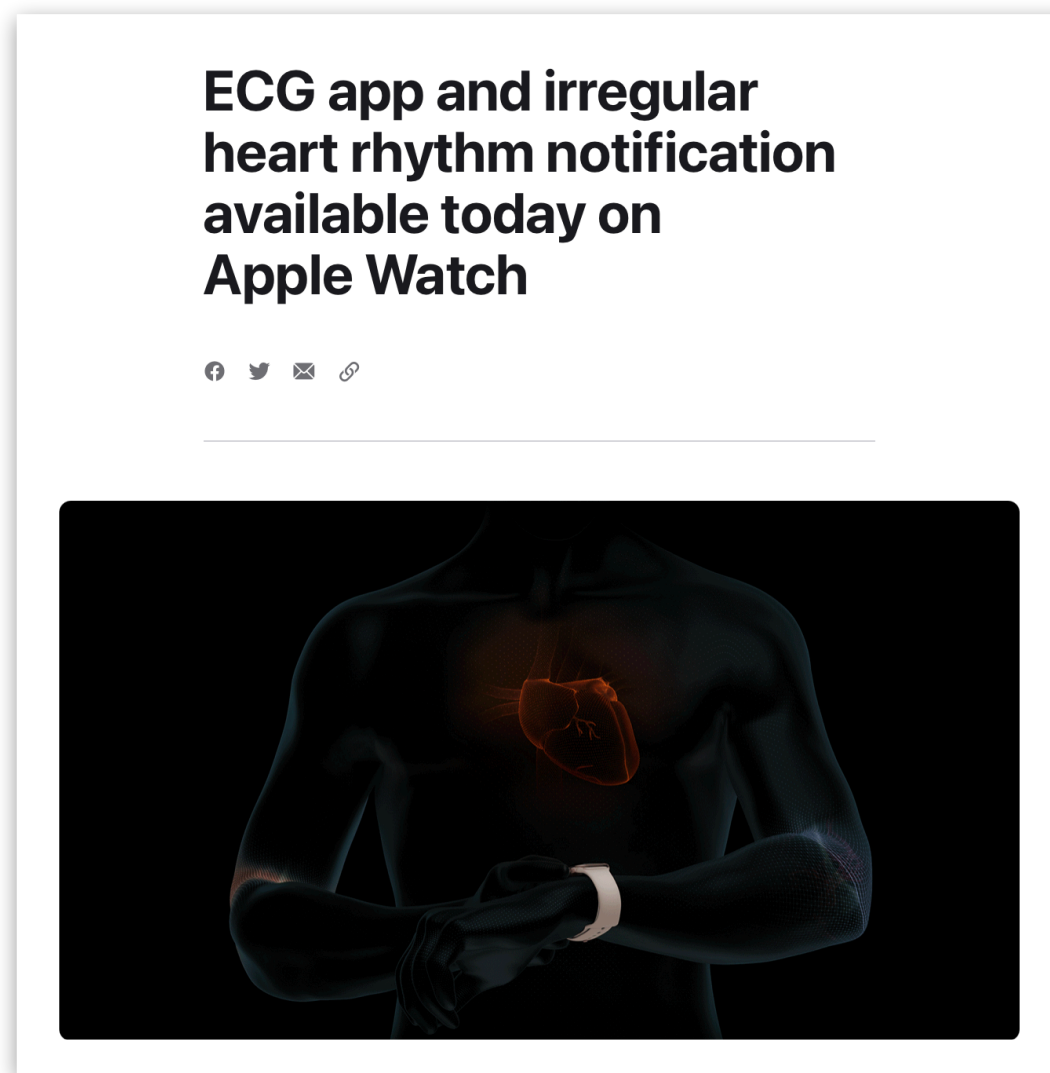 ECG app and irregular
heart rhythm notification
available today on
Apple Watch